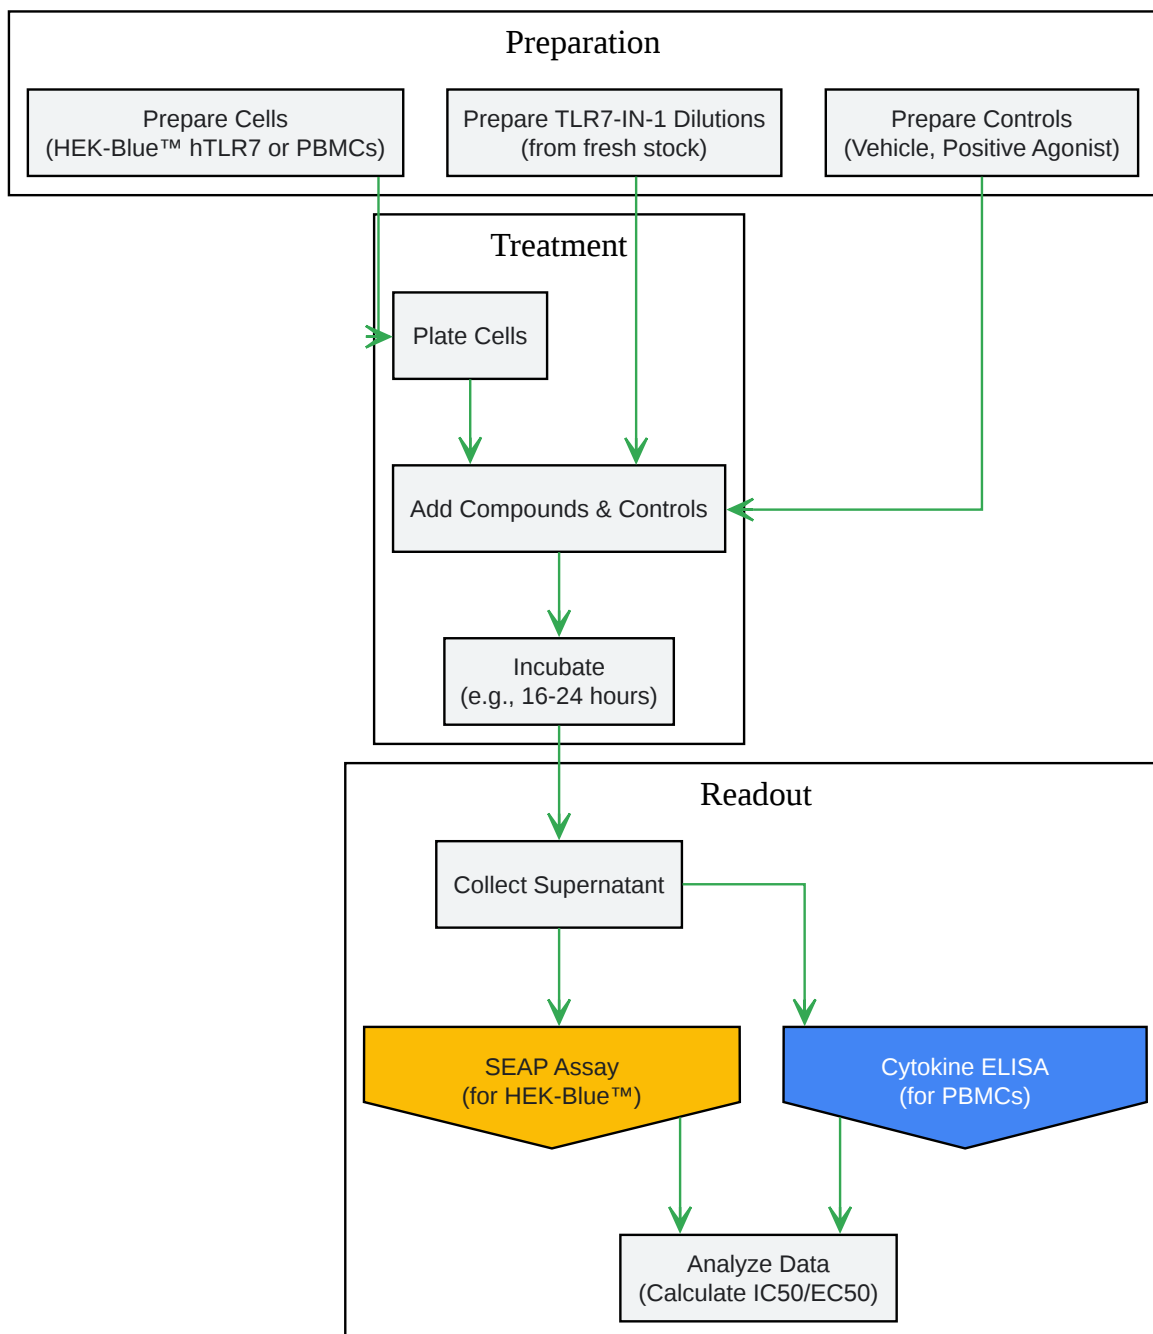 Preparation
Prepare Cells
(HEK-Blue™ hTLR7 or PBMCs)
Prepare TLR7-IN-1 Dilutions
(from fresh stock)
Prepare Controls
(Vehicle, Positive Agonist)
Treatment
Plate Cells
Add Compounds & Controls
Incubate
(e.g., 16-24 hours)
Readout
Collect Supernatant
SEAP Assay
(for HEK-Blue™)
Cytokine ELISA
(for PBMCs)
Analyze Data
(Calculate IC50/EC50)